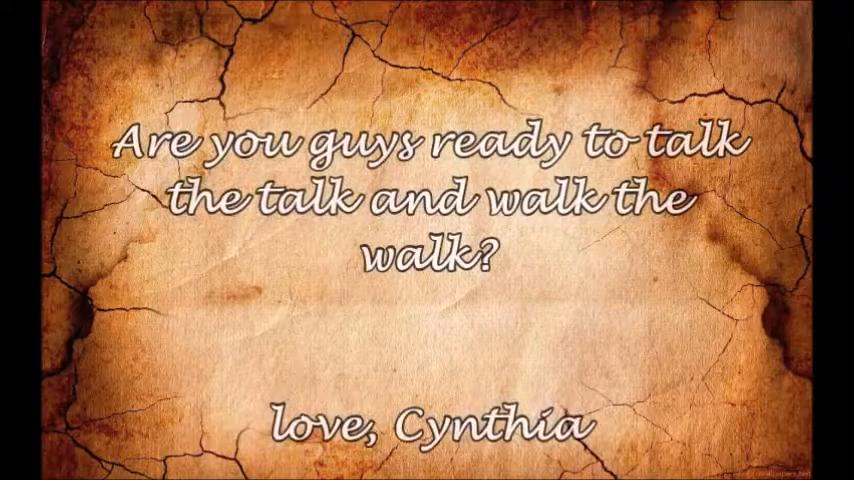 Are you guys ready to talk
the talk and walk the
walk?
love, Cynthia